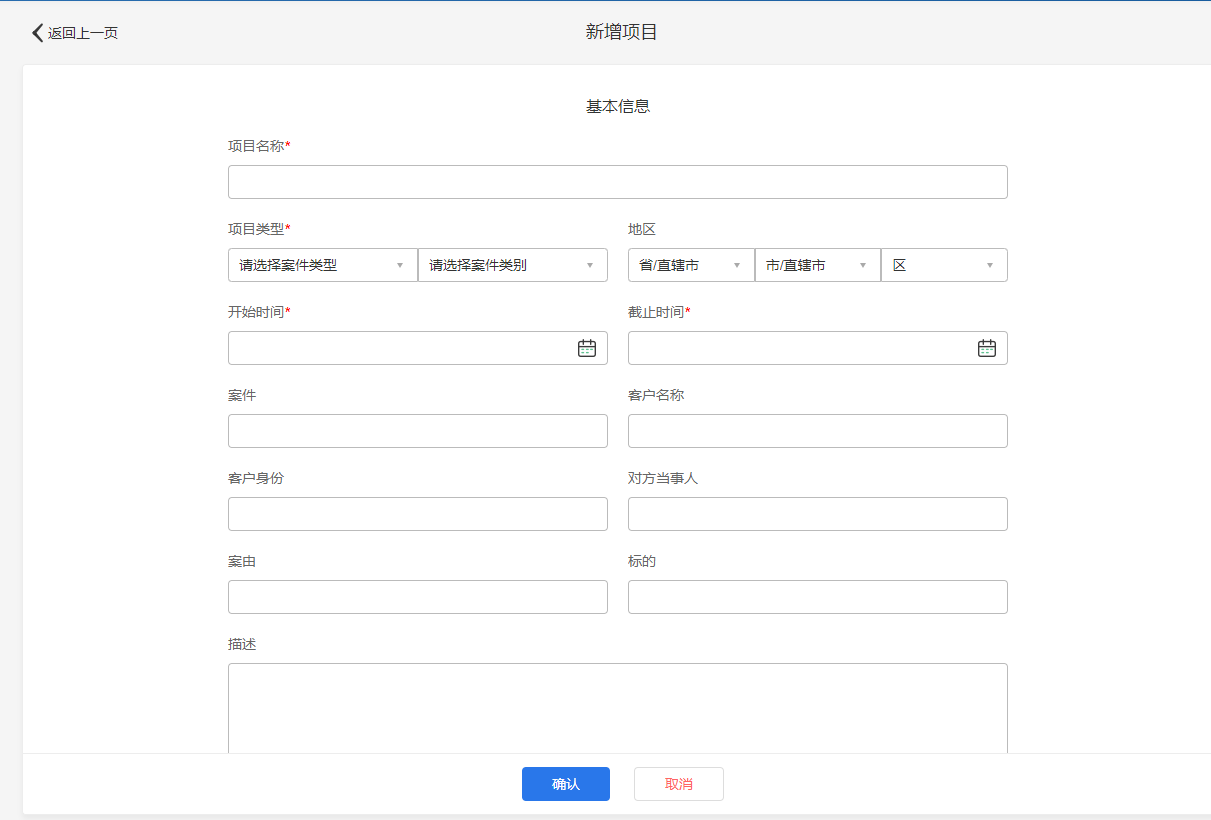 返回上一页
新增项目
基本信息
项目名称*
项目类型* 地区
请选择案件类型 请选择案件类别 省/直辖市 市/直辖市 区
开始时间* 截止时间*
案件 客户名称
客户身份 对方当事人
案由 标的
描述
确认 取消